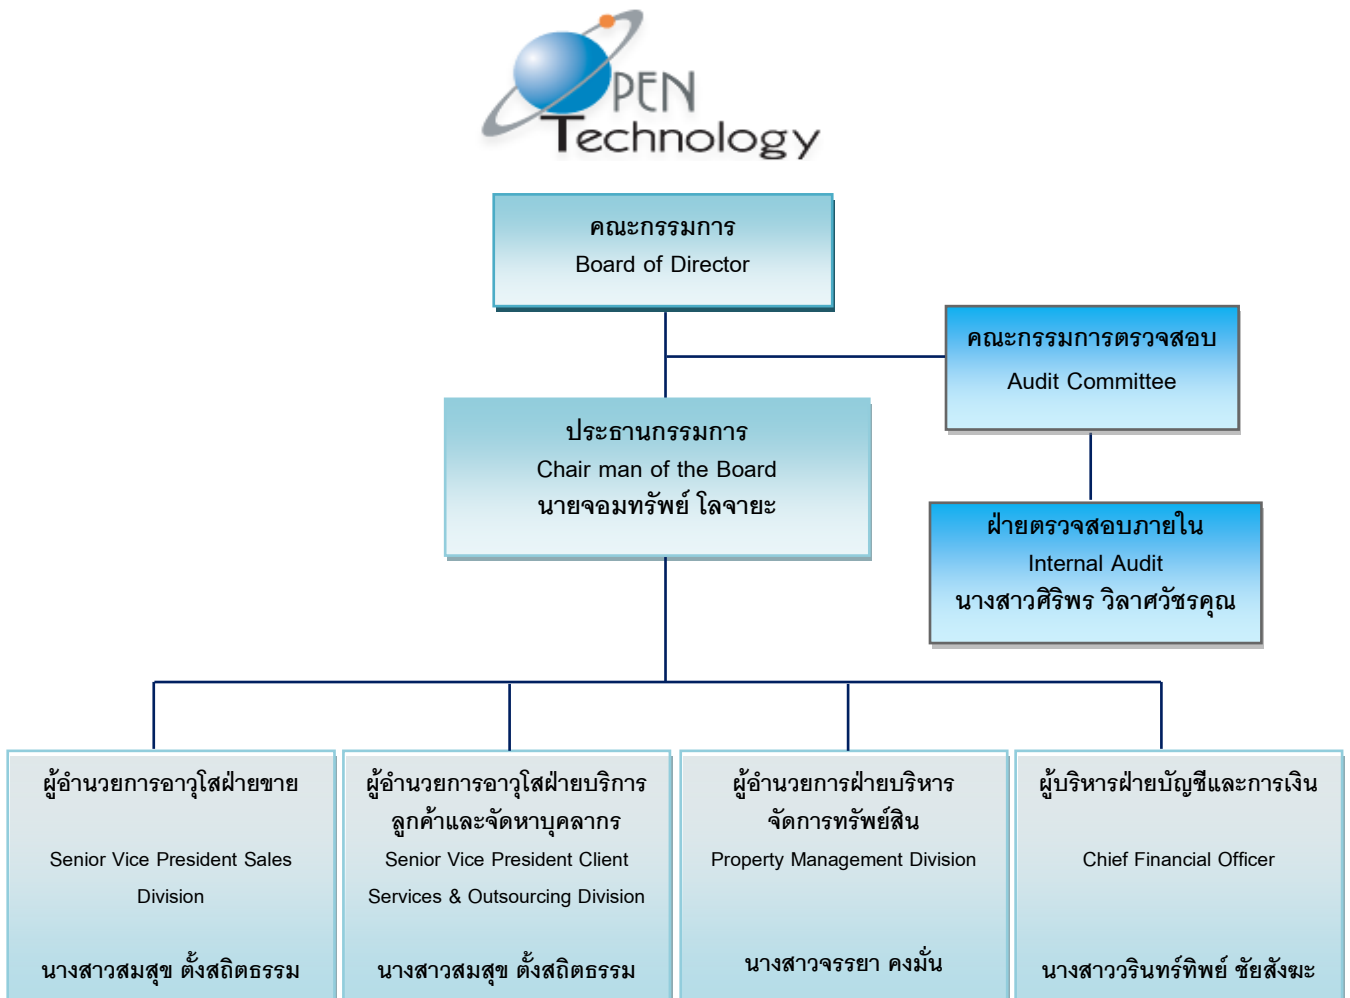 OPEN
Technology
คณะกรรมการ
Board of Director
คณะกรรมการตรวจสอบ
Audit Committee
ประธานกรรมการ
Chair man of the Board
นายจอมทรัพย์ โลจายะ
ฝ่ายตรวจสอบภายใน
Internal Audit
นางสาวศิริพร วิลาศวัชรคุณ
ผู้อำนวยการอาวุโสฝ่ายขาย
Senior Vice President Sales
Division
นางสาวสมสุข ตั้งสถิตธรรม
ผู้อำนวยการอาวุโสฝ่ายบริการ
ลูกค้าและจัดหาบุคลากร
Senior Vice President Client
Services & Outsourcing Division
นางสาวสมสุข ตั้งสถิตธรรม
ผู้อำนวยการฝ่ายบริหาร
จัดการทรัพย์สิน
Property Management Division
นางสาวจรรยา คงมั่น
ผู้บริหารฝ่ายบัญชีและการเงิน
Chief Financial Officer
นางสาววรินทร์ทิพย์ ชัยสังฆะ